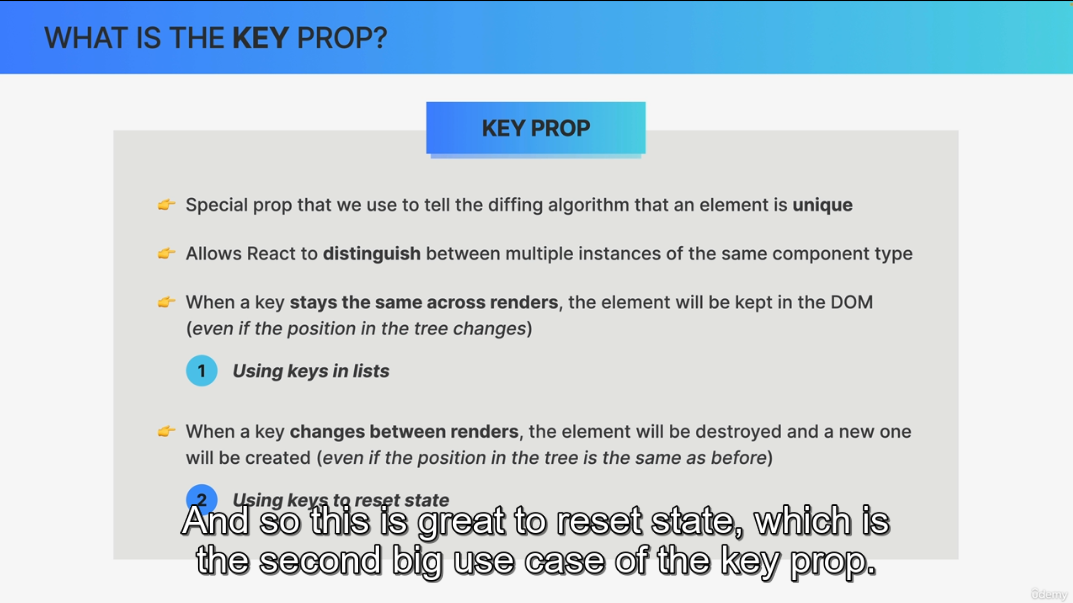 WHAT IS THE KEY PROP?
KEY PROP
👉 Special prop that we use to tell the diffing algorithm that an element is unique
👉 Allows React to distinguish between multiple instances of the same component type
👉 When a key stays the same across renders, the element will be kept in the DOM
(even if the position in the tree changes)
1 Using keys in lists
👉 When a key changes between renders, the element will be destroyed and a new one
will be created (even if the position in the tree is the same as before)
2 Using keys to reset state
And so this is great to reset state, which is
the second big use case of the key prop.
ûdemy